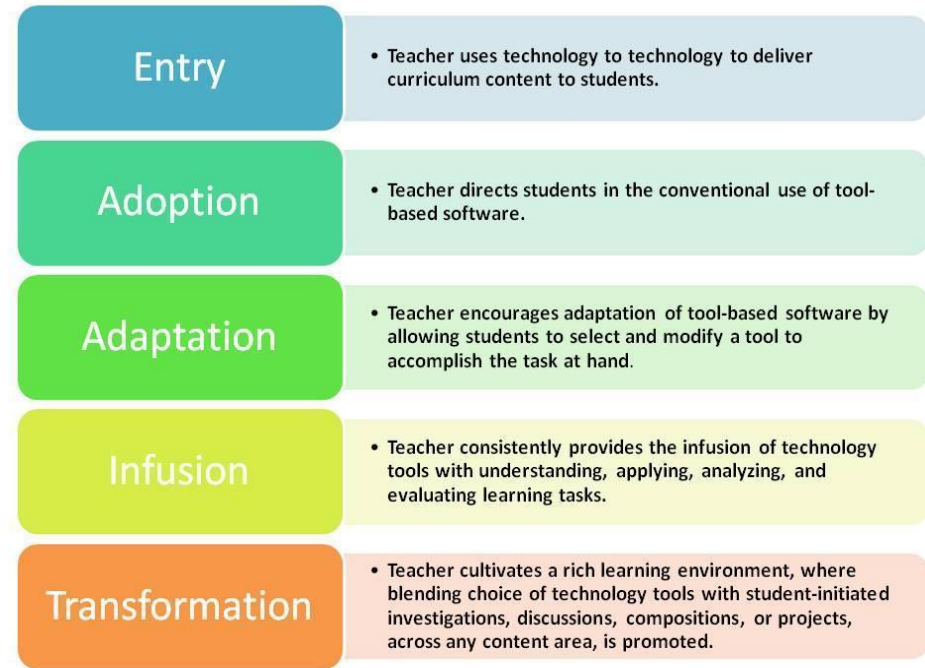 Entry
• Teacher uses technology to technology to deliver
curriculum content to students.
Adoption
• Teacher directs students in the conventional use of tool-
based software.
Adaptation
• Teacher encourages adaptation of tool-based software by
allowing students to select and modify a tool to
accomplish the task at hand.
Infusion
• Teacher consistently provides the infusion of technology
tools with understanding, applying, analyzing, and
evaluating learning tasks.
Transformation
• Teacher cultivates a rich learning environment, where
blending choice of technology tools with student-initiated
investigations, discussions, compositions, or projects,
across any content area, is promoted.